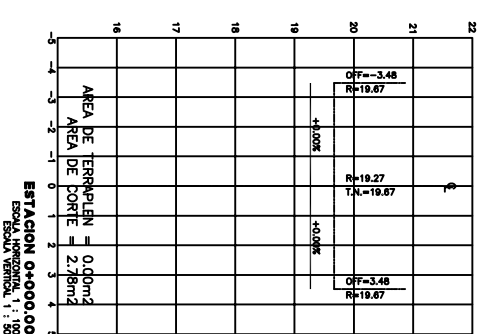 22
21
20
19
18
17
16
℄
OFF=-3.48
R=19.67
R=19.27
T.N.=19.67
OFF=3.48
R=19.67
+0.00%
+0.00%
-5
-4
-3
-2
-1
0
1
2
3
4
5
AREA DE TERRAPLEN = 0.00m2
AREA DE CORTE = 2.78m2
ESTACION 0+000.00
ESCALA HORIZONTAL 1 : 100
ESCALA VERTICAL 1 : 50